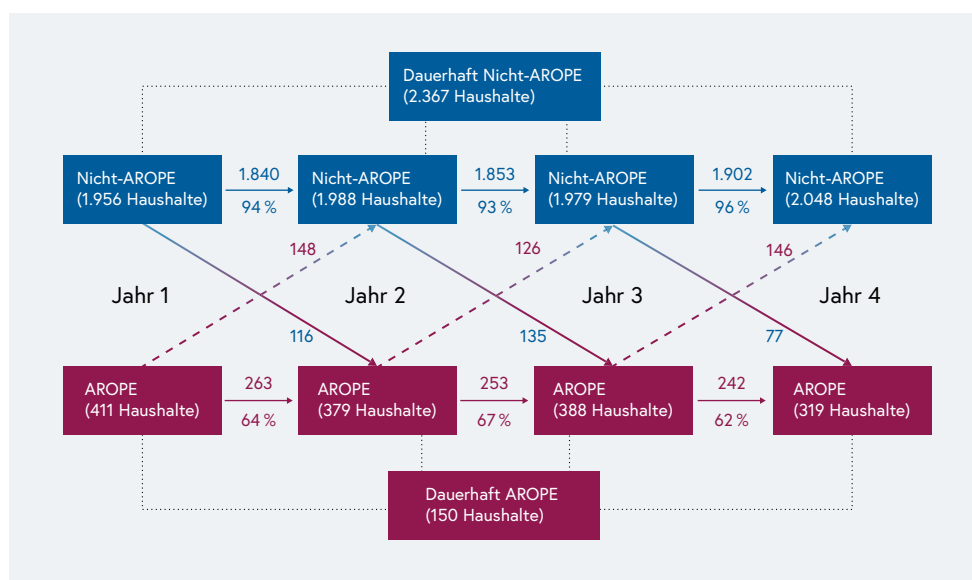 Dauerhaft Nicht-AROPE
(2.367 Haushalte)
Nicht-AROPE
(1.956 Haushalte)
1.840
94 %
Nicht-AROPE
(1.988 Haushalte)
1.853
93 %
Nicht-AROPE
(1.979 Haushalte)
1.902
96 %
Nicht-AROPE
(2.048 Haushalte)
148
126
146
Jahr 1
Jahr 2
Jahr 3
Jahr 4
116
135
77
AROPE
(411 Haushalte)
263
64 %
AROPE
(379 Haushalte)
253
67 %
AROPE
(388 Haushalte)
242
62 %
AROPE
(319 Haushalte)
Dauerhaft AROPE
(150 Haushalte)